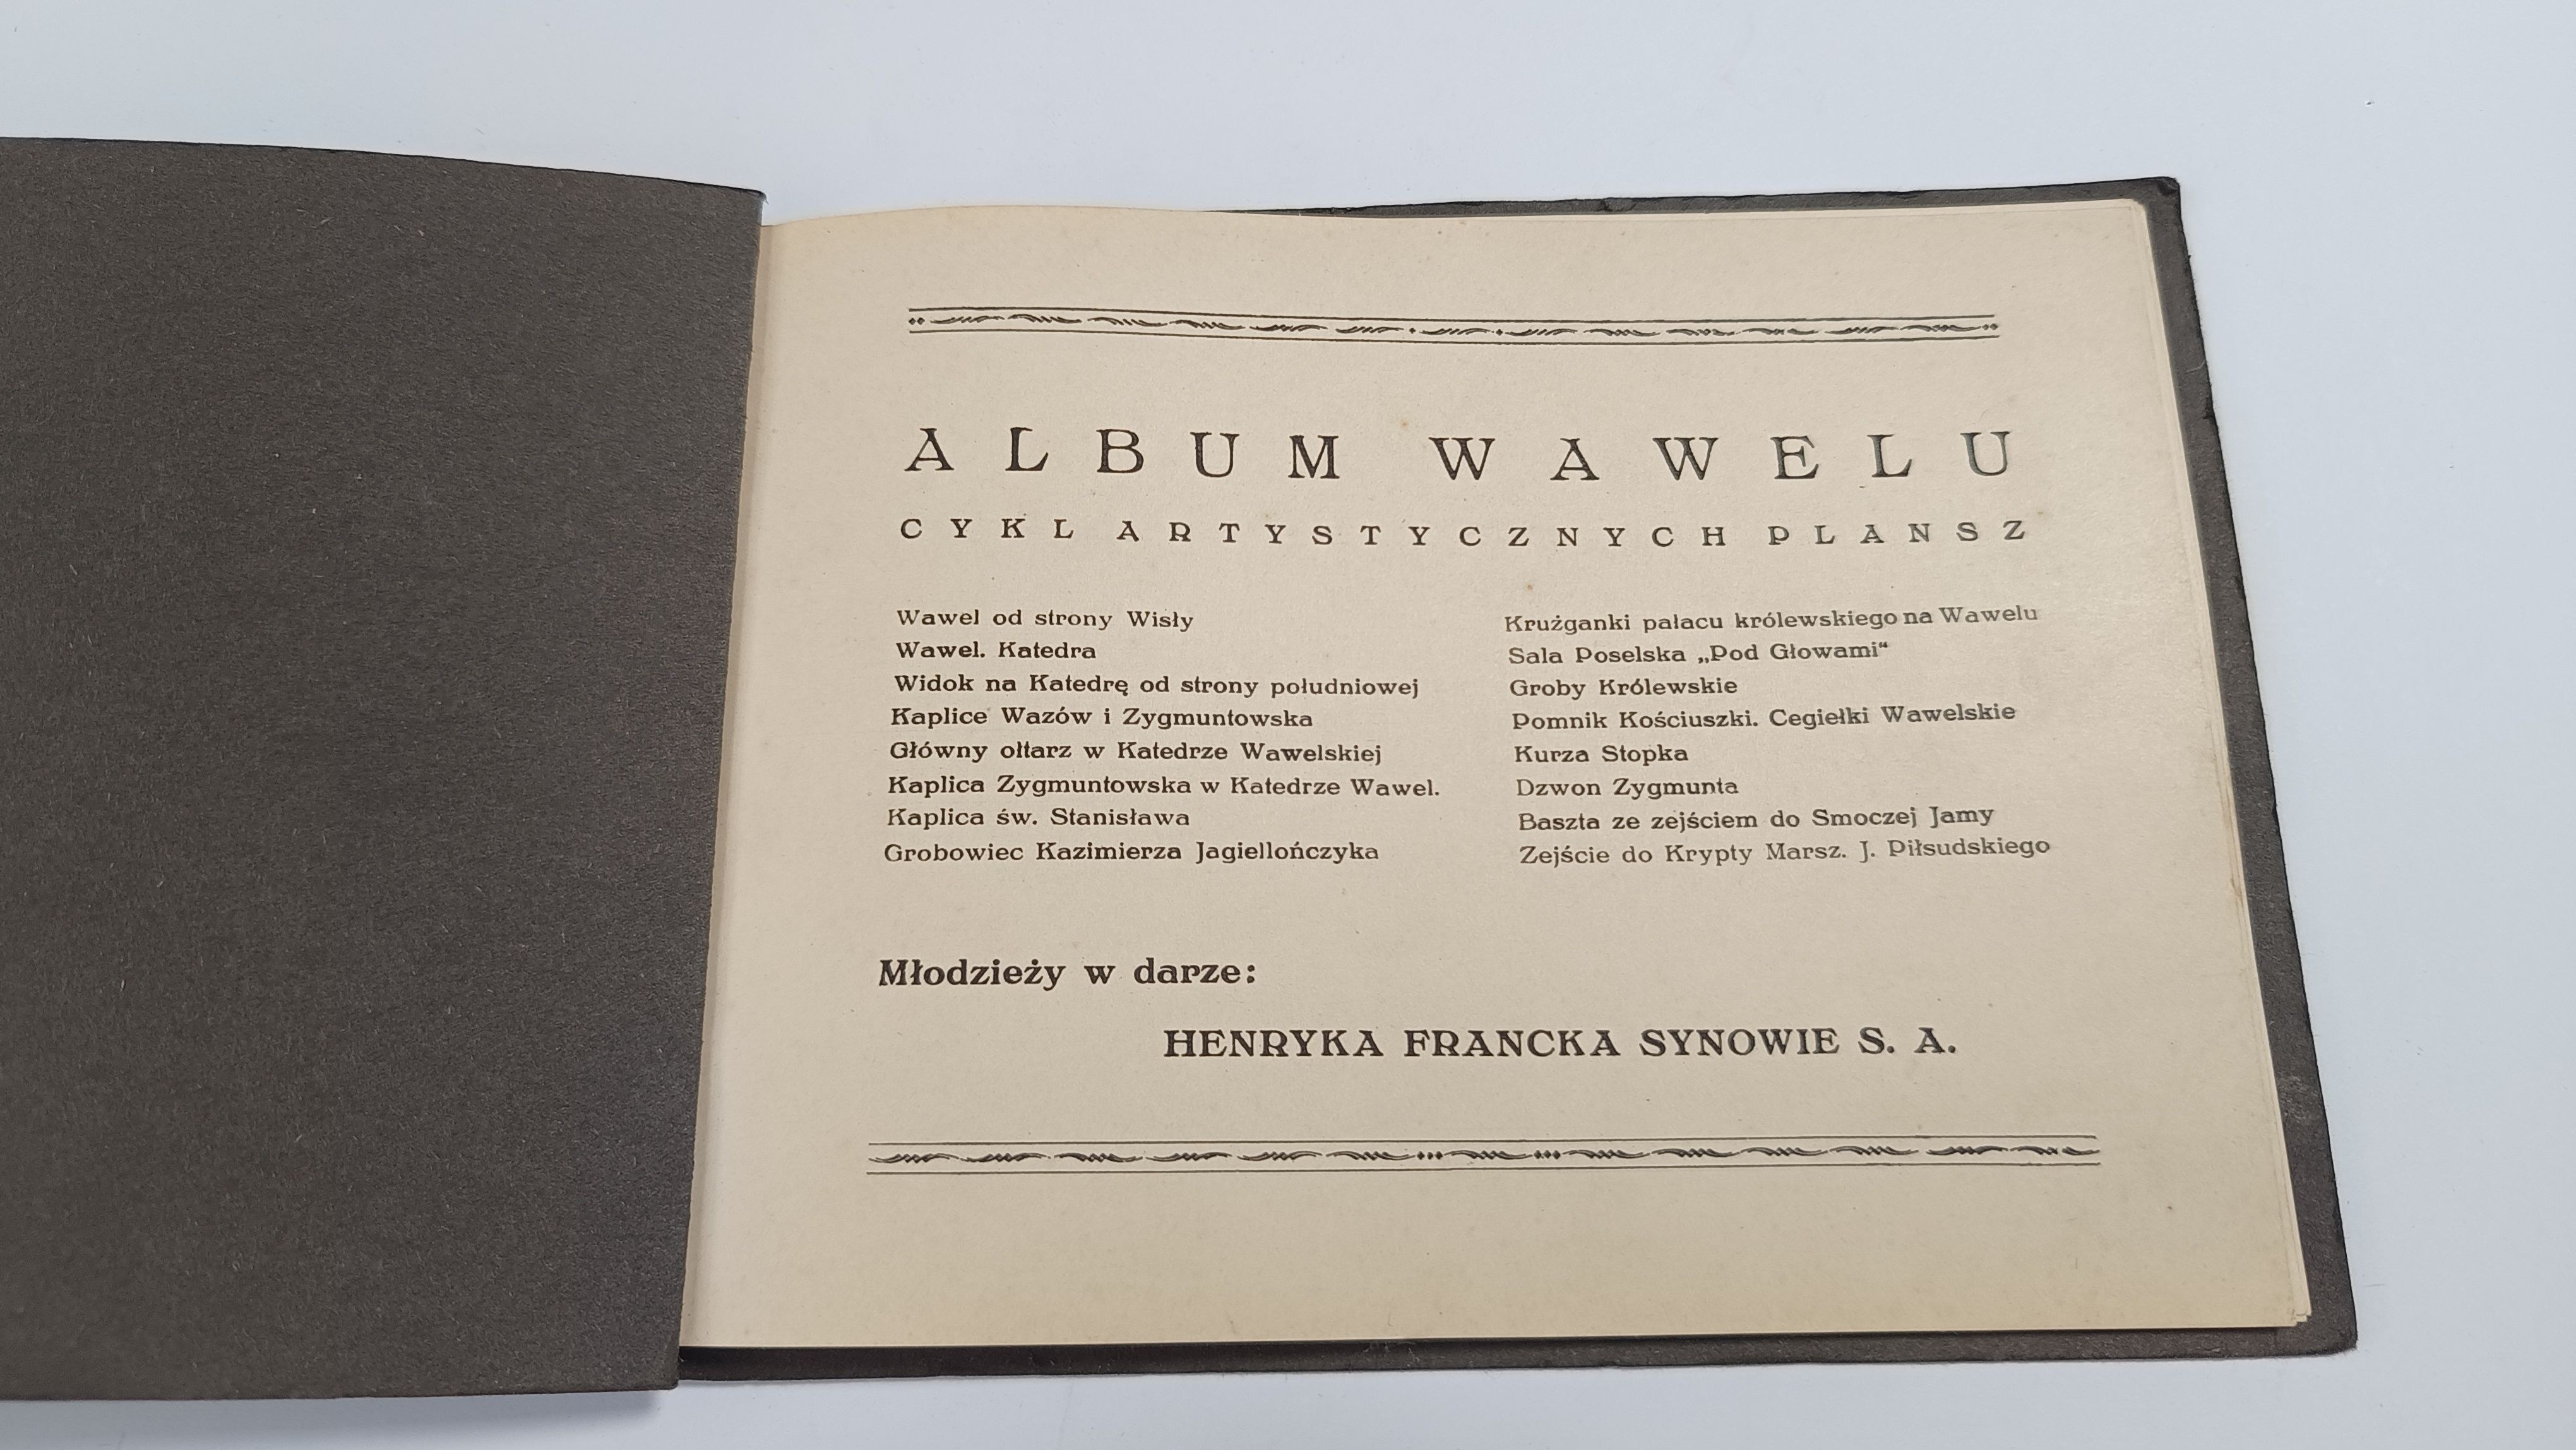 ALBUM WAWELU
CYKL ARTYSTYCZNYCH PLANSZ
Wawel od strony Wisły
Wawel. Katedra
Widok na Katedrę od strony południowej
Kaplice Wazów i Zygmuntowska
Główny ołtarz w Katedrze Wawelskiej
Kaplica Zygmuntowska w Katedrze Wawel.
Kaplica św. Stanisława
Grobowiec Kazimierza Jagiellończyka
Krużganki pałacu królewskiego na Wawelu
Sala Poselska „Pod Głowami“
Groby Królewskie
Pomnik Kościuszki. Cegiełki Wawelskie
Kurza Stopka
Dzwon Zygmunta
Baszta ze zejściem do Smoczej Jamy
Zejście do Krypty Marsz. J. Piłsudskiego
Młodzieży w darze:
HENRYKA FRANCKA SYNOWIE S. A.